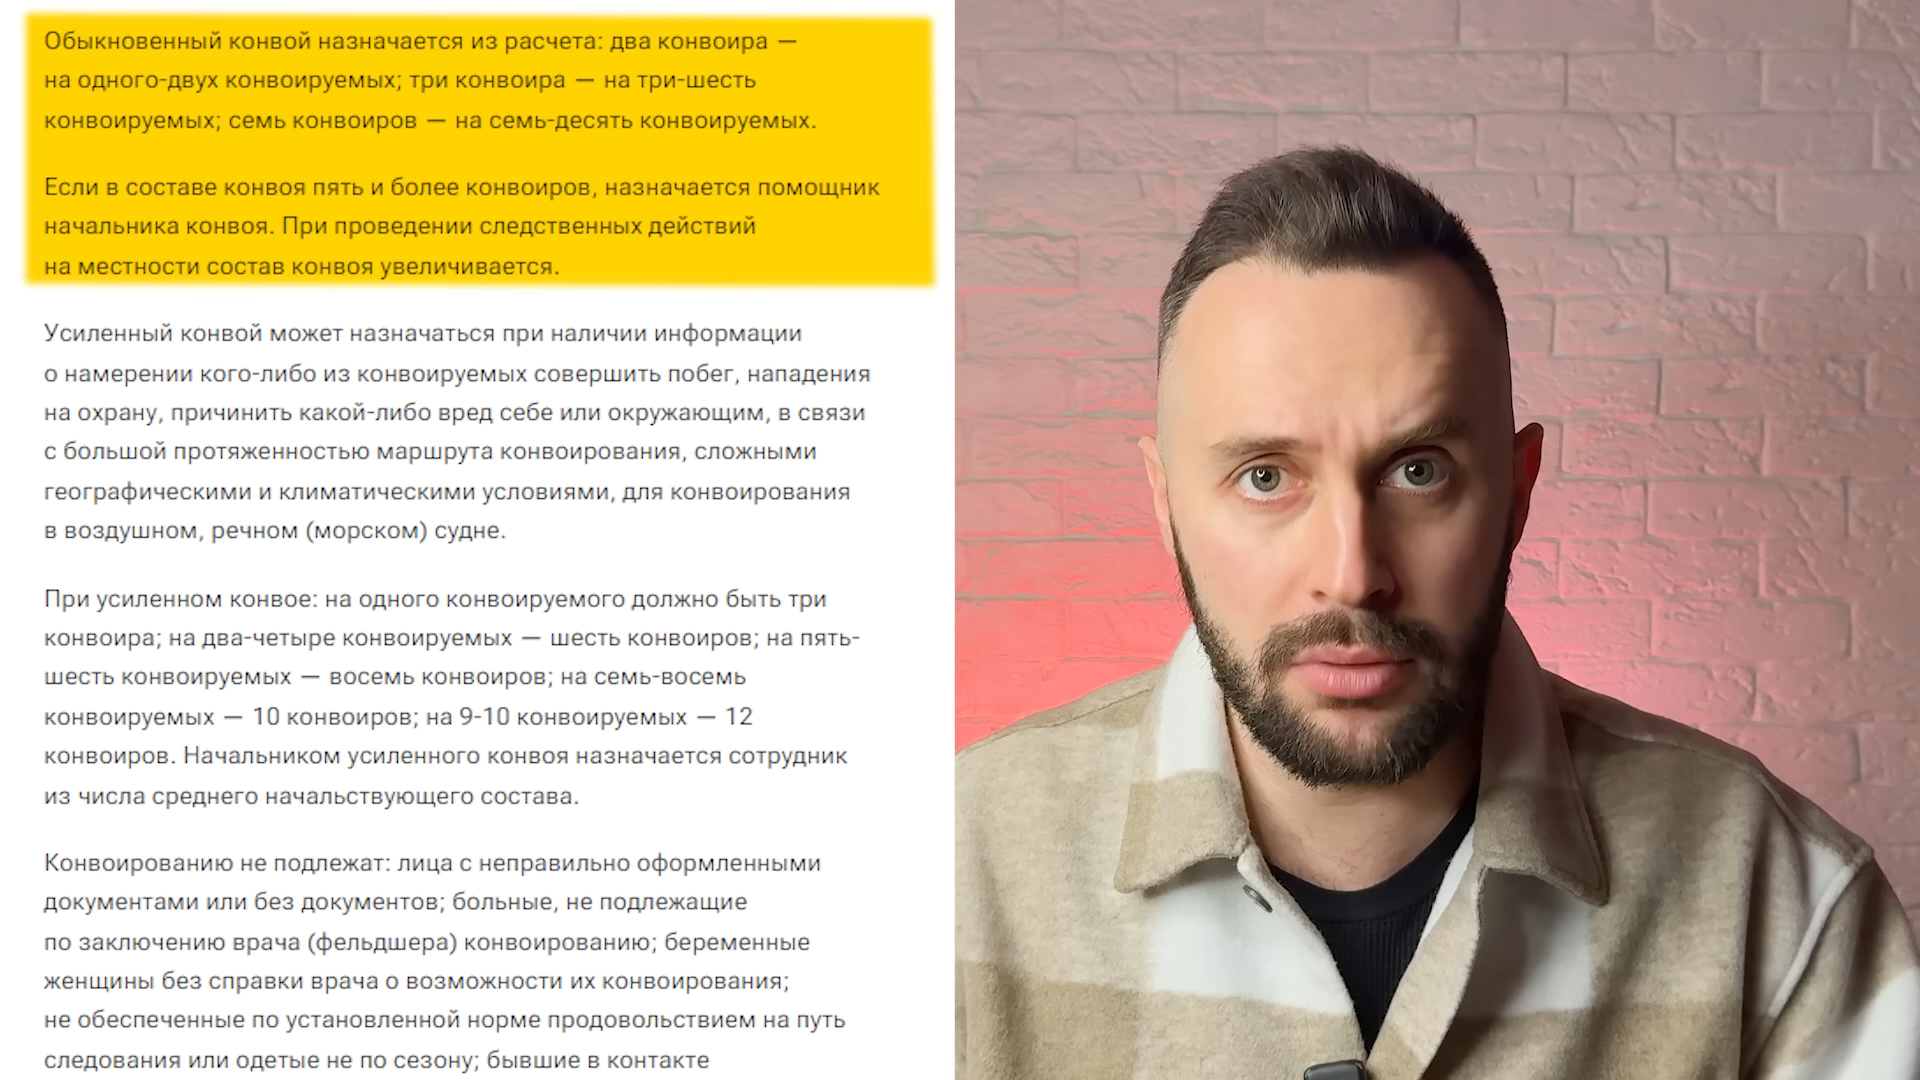 Обыкновенный конвой назначается из расчета: два конвоира —
на одного-двух конвоируемых; три конвоира — на три-шесть
конвоируемых; семь конвоиров — на семь-десять конвоируемых.
Если в составе конвоя пять и более конвоиров, назначается помощник
начальника конвоя. При проведении следственных действий
на местности состав конвоя увеличивается.
Усиленный конвой может назначаться при наличии информации
о намерении кого-либо из конвоируемых совершить побег, нападения
на охрану, причинить какой-либо вред себе или окружающим, в связи
с большой протяженностью маршрута конвоирования, сложными
географическими и климатическими условиями, для конвоирования
в воздушном, речном (морском) судне.
При усиленном конвое: на одного конвоируемого должно быть три
конвоира; на два-четыре конвоируемых — шесть конвоиров; на пять-
шесть конвоируемых — восемь конвоиров; на семь-восемь
конвоируемых — 10 конвоиров; на 9-10 конвоируемых — 12
конвоиров. Начальником усиленного конвоя назначается сотрудник
из числа среднего начальствующего состава.
Конвоированию не подлежат: лица с неправильно оформленными
документами или без документов; больные, не подлежащие
по заключению врача (фельдшера) конвоированию; беременные
женщины без справки врача о возможности их конвоирования;
не обеспеченные по установленной норме продовольствием на путь
следования или одетые не по сезону; бывшие в контакте